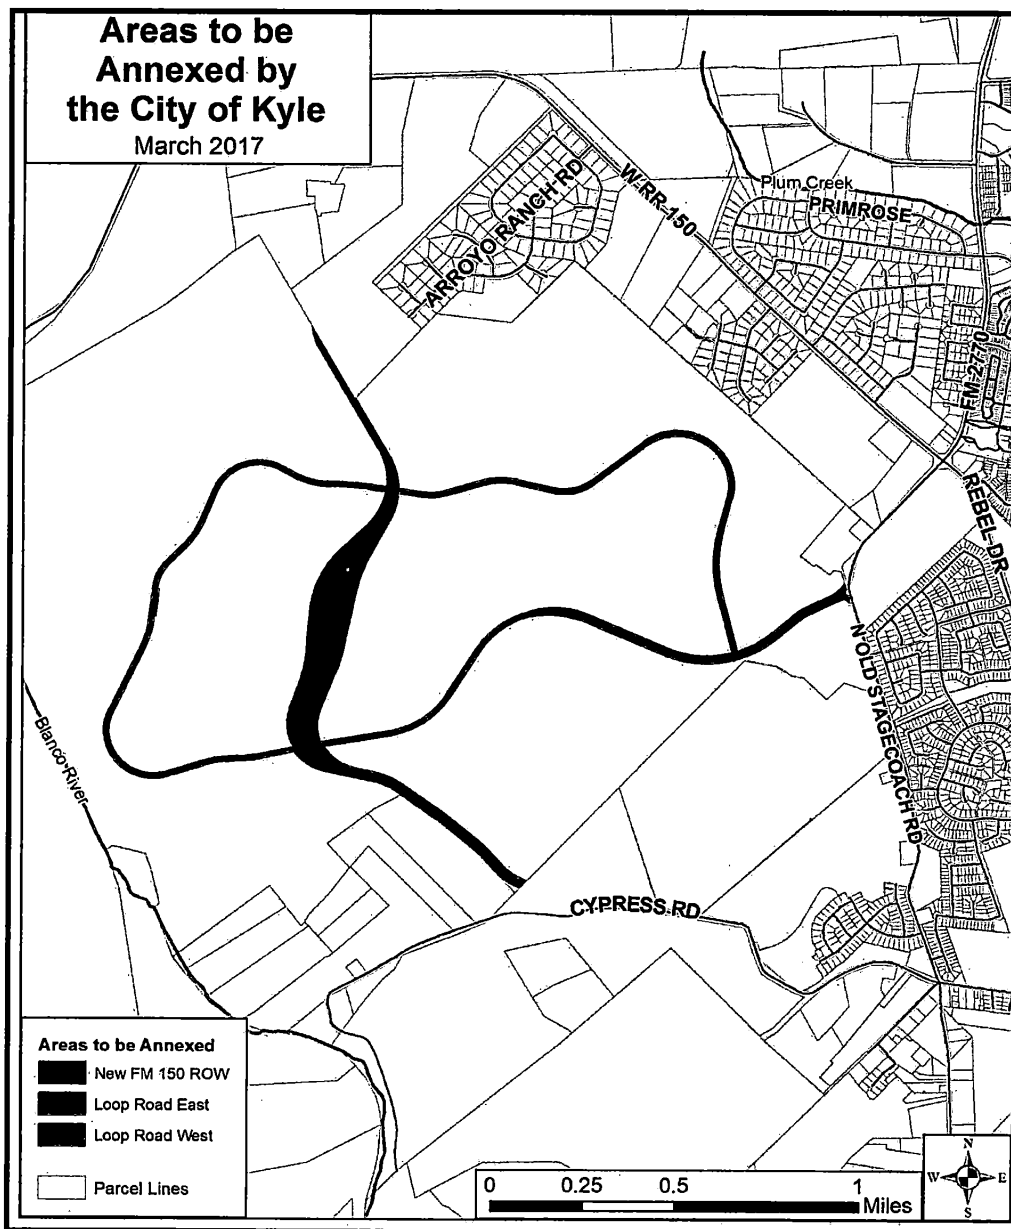 Areas to be
Annexed by
the City of Kyle
March 2017
ARROYO RANCH RD
W RR 150
Plum Creek
PRIMROSE
FM 2770
REBEL DR
N OLD STAGECOACH RD
Blanco River
CYPRESS RD
Areas to be Annexed
New FM 150 ROW
Loop Road East
Loop Road West
Parcel Lines
0 0.25 0.5 1
Miles
N
W E
S